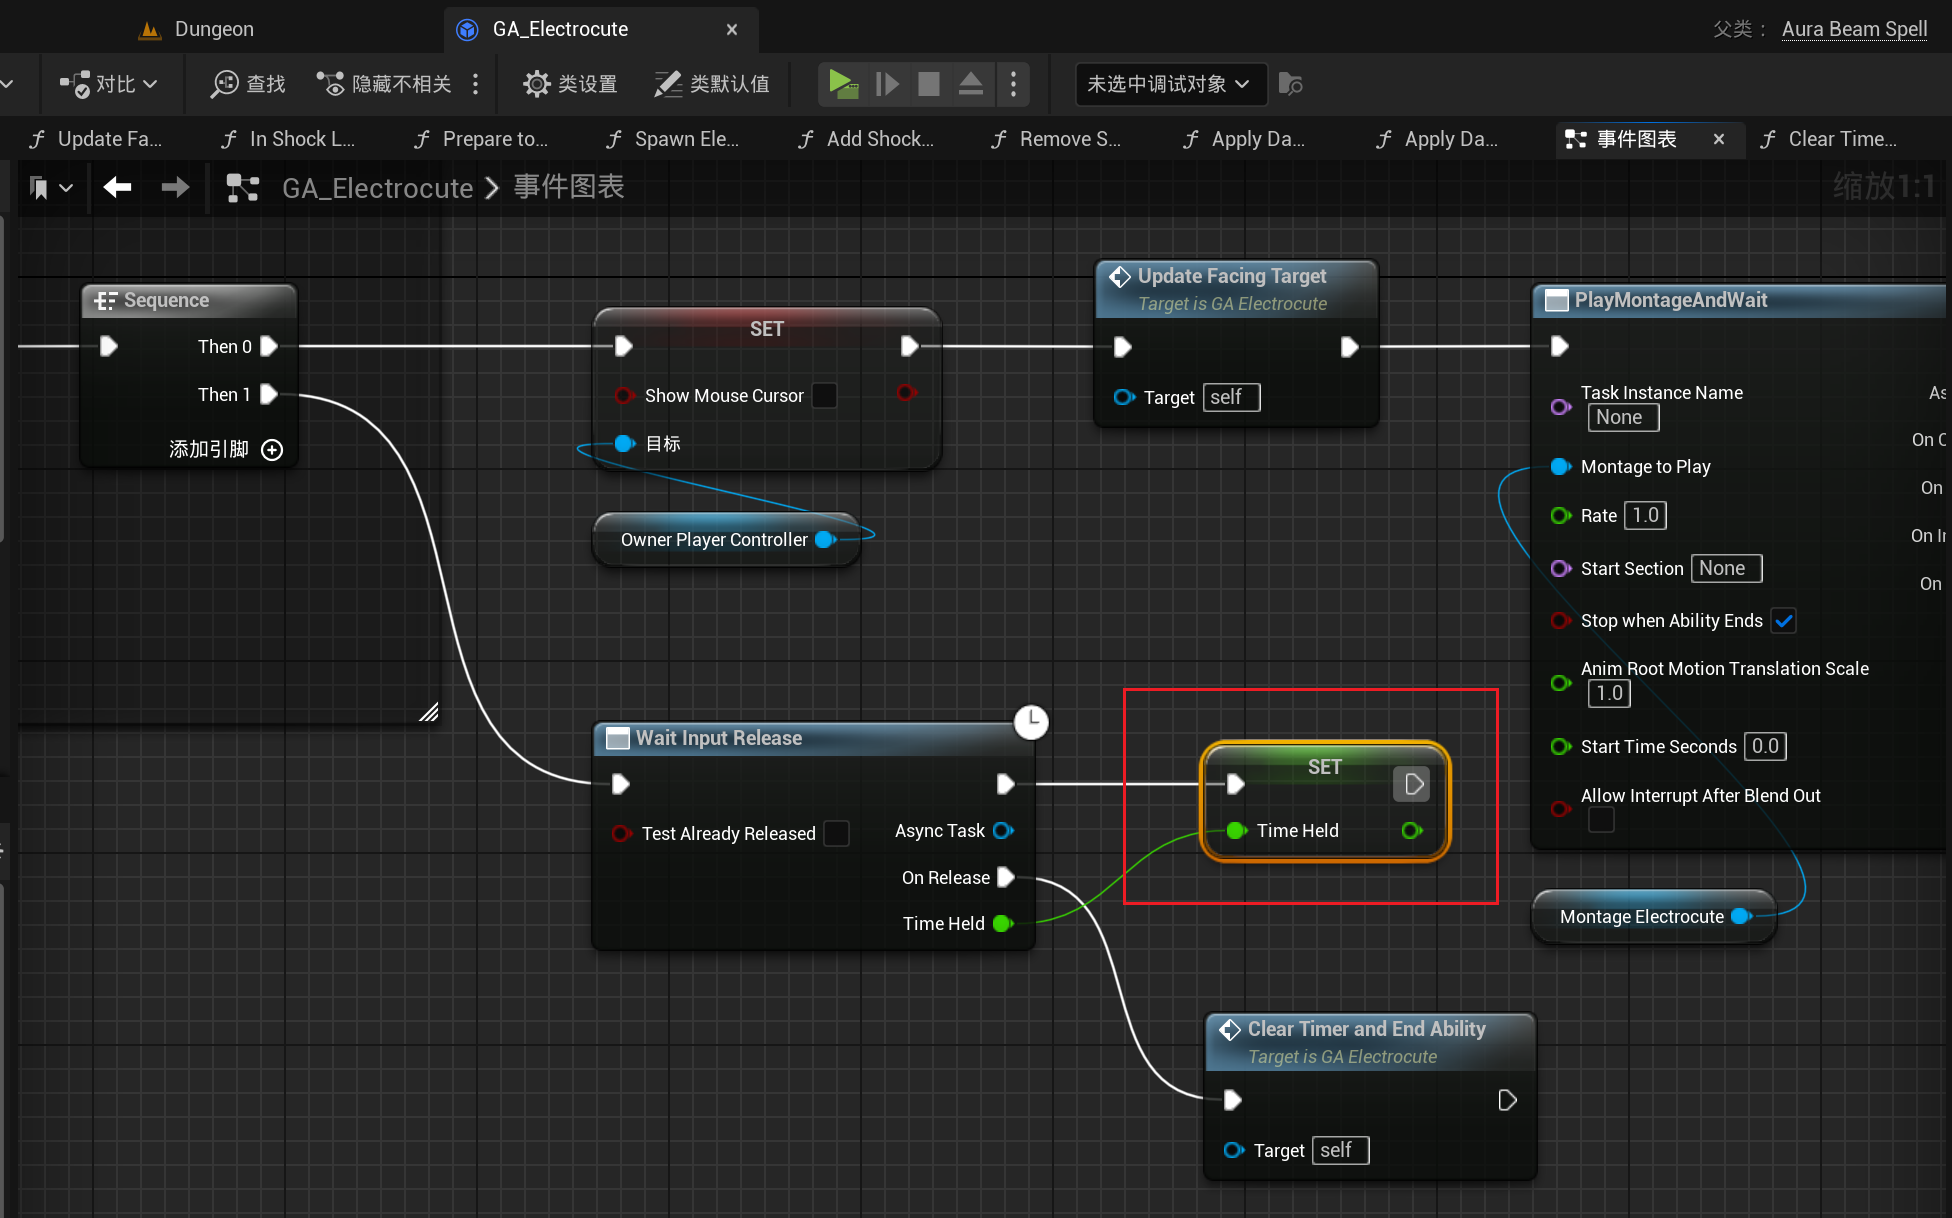 Dungeon
GA_Electrocute
父类：
Aura Beam Spell
对比
查找
隐藏不相关
类设置
类默认值
未选中调试对象
Update Fa...
In Shock L...
Prepare to...
Spawn Ele...
Add Shock...
Remove S...
Apply Da...
Apply Da...
事件图表
Clear Time...
GA_Electrocute
事件图表
缩放1:1
Sequence
Then 0
Then 1
添加引脚
SET
Show Mouse Cursor
目标
Owner Player Controller
Update Facing Target
Target is GA Electrocute
Target
self
PlayMontageAndWait
Task Instance Name
None
Montage to Play
Rate
1.0
Start Section
None
Stop when Ability Ends
Anim Root Motion Translation Scale
1.0
Start Time Seconds
0.0
Allow Interrupt After Blend Out
As
On C
On
On In
On
Montage Electrocute
Wait Input Release
Test Already Released
Async Task
On Release
Time Held
SET
Time Held
Clear Timer and End Ability
Target is GA Electrocute
Target
self